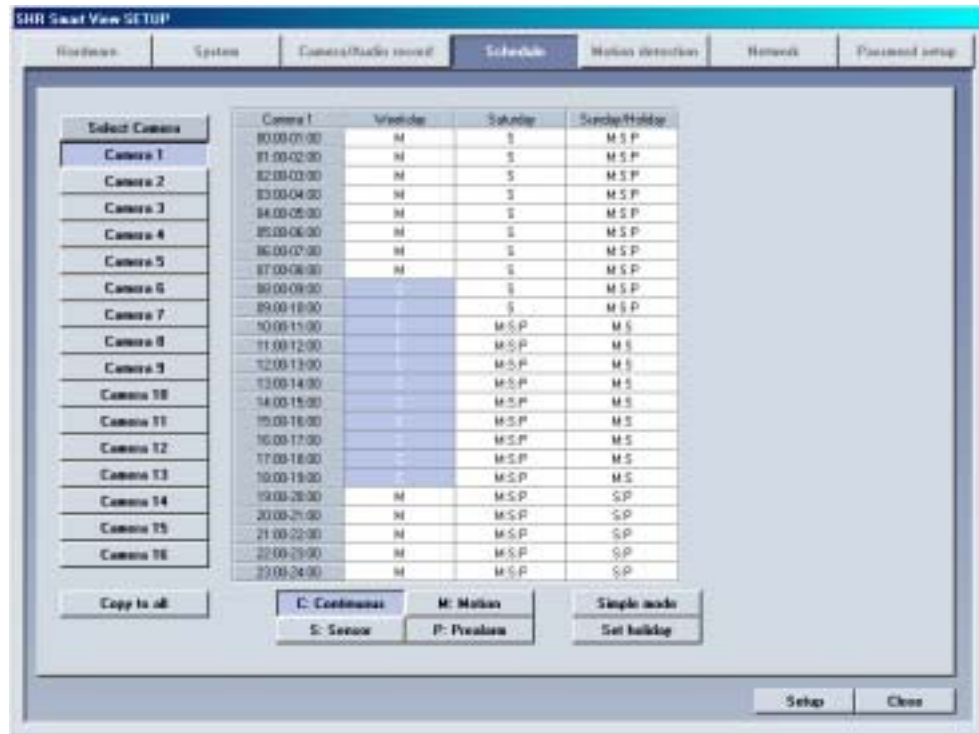 SHR Smart View SETUP
Hardware System Camera/Audio record Schedule Motion detection Network Password setup
Select Camera
Camera 1
Camera 2
Camera 3
Camera 4
Camera 5
Camera 6
Camera 7
Camera 8
Camera 9
Camera 10
Camera 11
Camera 12
Camera 13
Camera 14
Camera 15
Camera 16
Copy to all
Camera 1 Weekday Saturday Sunday/Holiday
00:00-01:00 M S M S P
01:00-02:00 M S M S P
02:00-03:00 M S M S P
03:00-04:00 M S M S P
04:00-05:00 M S M S P
05:00-06:00 M S M S P
06:00-07:00 M S M S P
07:00-08:00 M S M S P
08:00-09:00 S M S P
09:00-10:00 S M S P
10:00-11:00 M S P M S
11:00-12:00 M S P M S
12:00-13:00 M S P M S
13:00-14:00 M S P M S
14:00-15:00 M S P M S
15:00-16:00 M S P M S
16:00-17:00 M S P M S
17:00-18:00 M S P M S
18:00-19:00 M S P M S
19:00-20:00 M M S P S P
20:00-21:00 M M S P S P
21:00-22:00 M M S P S P
22:00-23:00 M M S P S P
23:00-24:00 M M S P S P
C: Continuous M: Motion Simple mode
S: Sensor P: Prealarm Set holiday
Setup Close